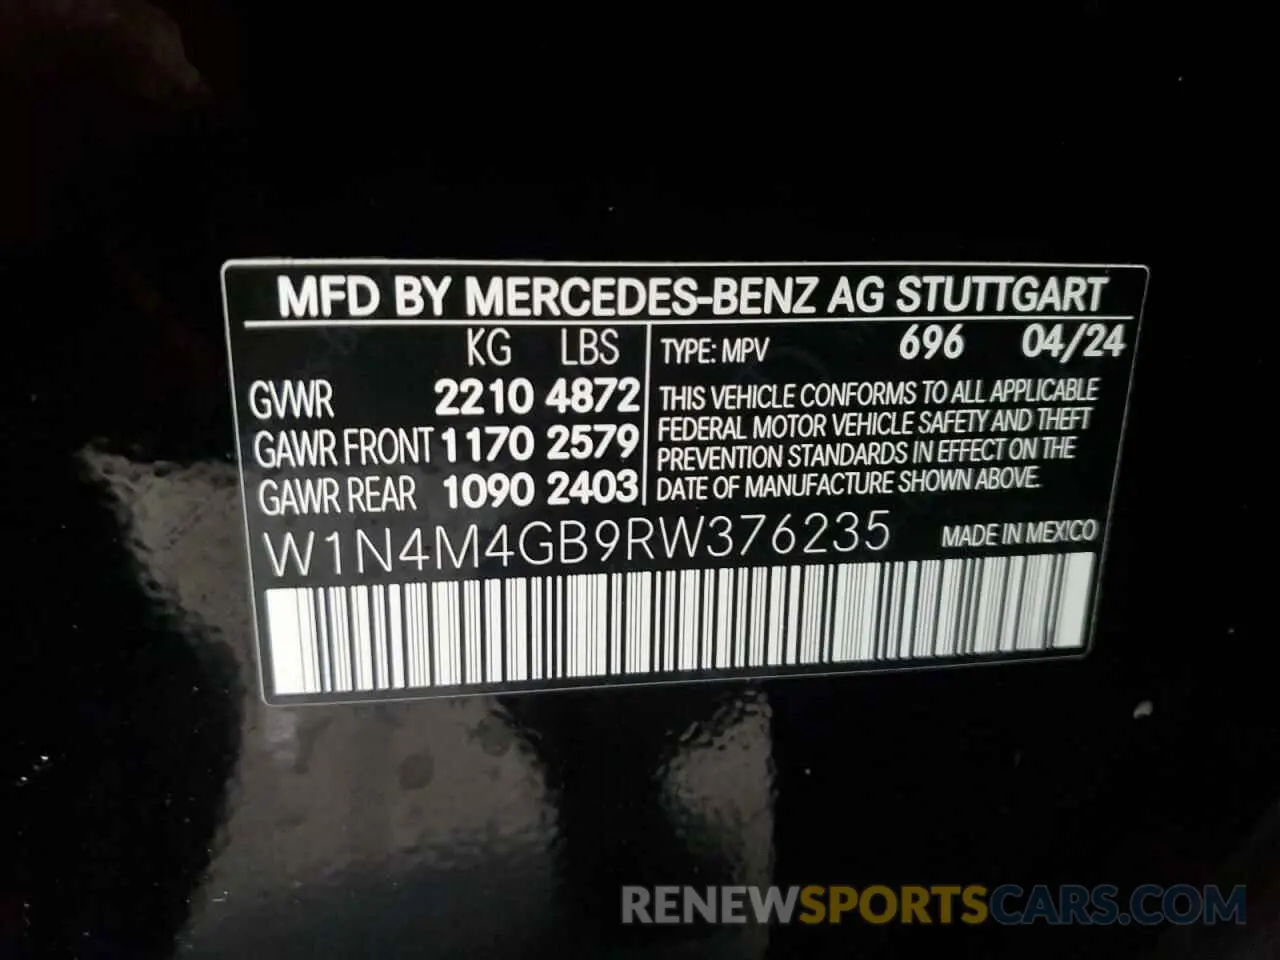 MFD BY MERCEDES-BENZ AG STUTTGART
KG LBS
GVWR 2210 4872
GAWR FRONT 1170 2579
GAWR REAR 1090 2403
TYPE: MPV 696 04/24
THIS VEHICLE CONFORMS TO ALL APPLICABLE
FEDERAL MOTOR VEHICLE SAFETY AND THEFT
PREVENTION STANDARDS IN EFFECT ON THE
DATE OF MANUFACTURE SHOWN ABOVE.
W1N4M4GB9RW376235
MADE IN MEXICO
RENEWSPORTSCARS.COM